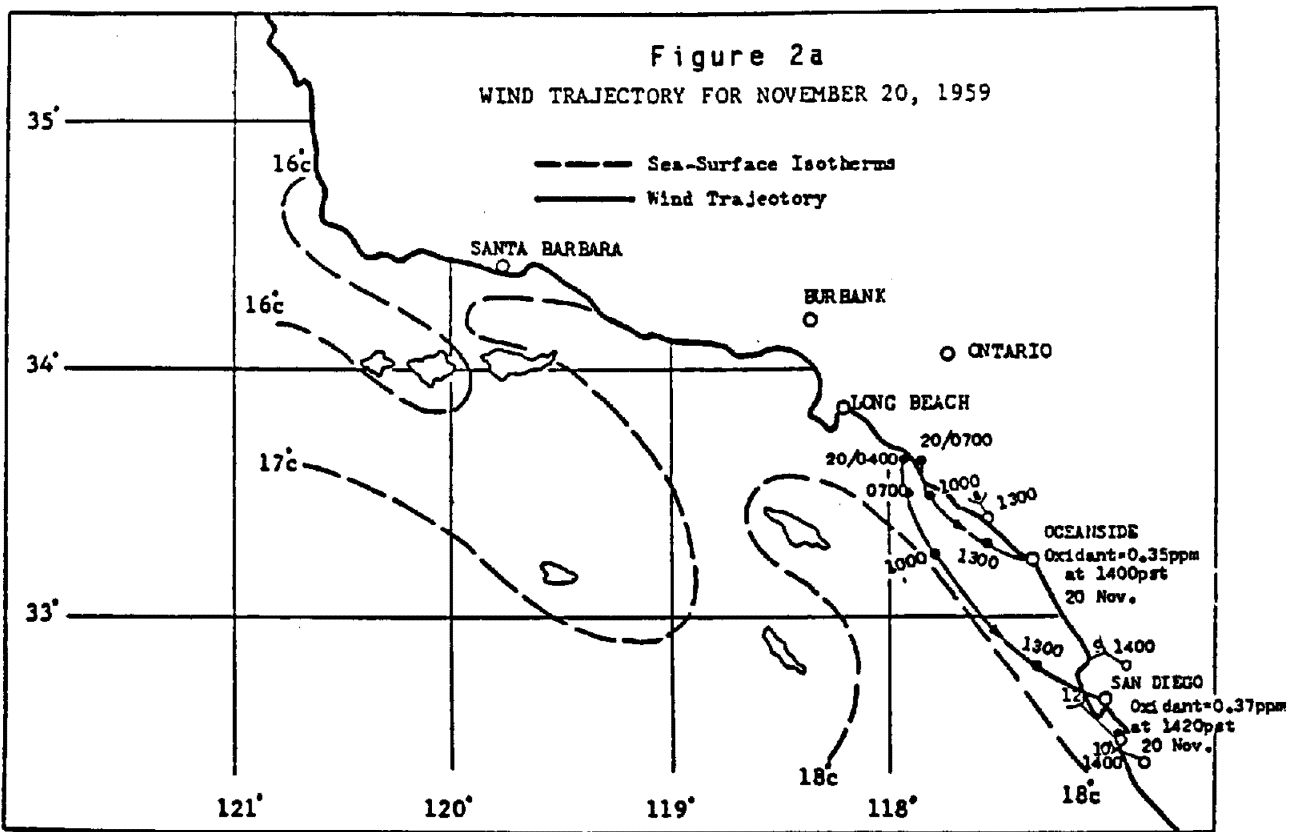 Figure 2a
WIND TRAJECTORY FOR NOVEMBER 20, 1959
35°
Sea-Surface Isotherms
Wind Trajectory
16°c
SANTA BARBARA
16°c
BURBANK
ONTARIO
34°
LONG BEACH
20/0700
20/0400
17°c
0700
1000
1300
OCEANSIDE
Oxidant=0.35ppm
at 1400pst
20 Nov.
1000
1300
33°
1300
1400
SAN DIEGO
12
Oxidant=0.37ppm
at 1420pst
10
20 Nov.
1400
18°c
18°c
121°
120°
119°
118°